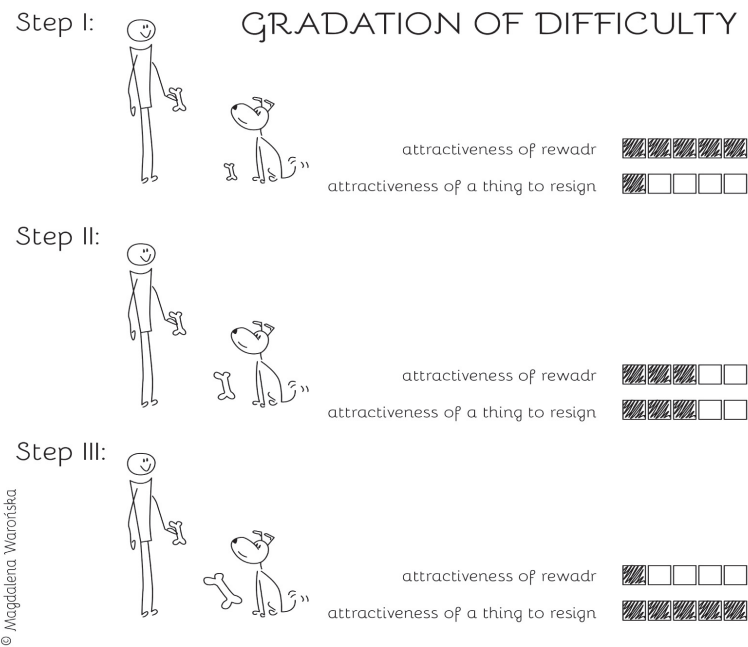 GRADATION OF DIFFICULTY
Step I:
attractiveness of rewadr
attractiveness of a thing to resign
Step II:
attractiveness of rewadr
attractiveness of a thing to resign
Step III:
attractiveness of rewadr
attractiveness of a thing to resign
© Magdalena Warońska